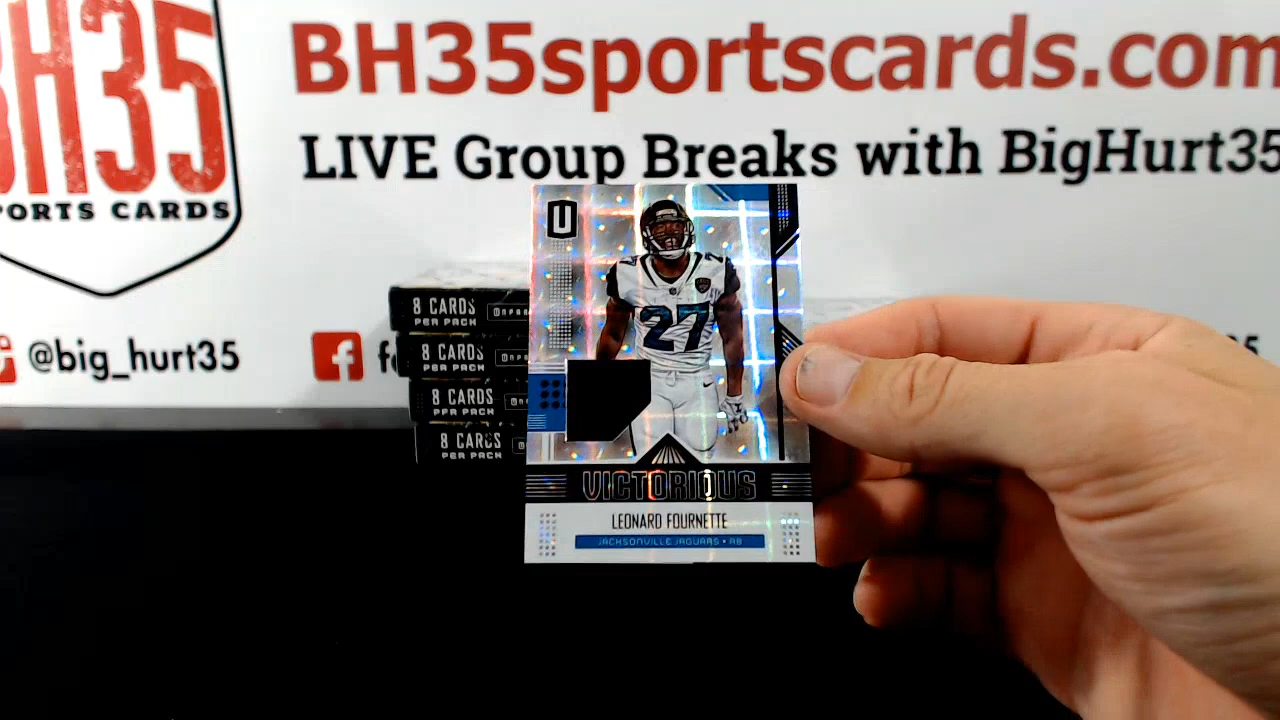 BH35
PORTS CARDS
BH35sportscards.com
LIVE Group Breaks with BigHurt35
@big_hurt35
f
8 CARDS
PER PACK
8 CARDS
PER PACK
8 CARDS
PER PACK
8 CARDS
PER PACK
U
27
VICTORIOUS
LEONARD FOURNETTE
JACKSONVILLE JAGUARS • RB